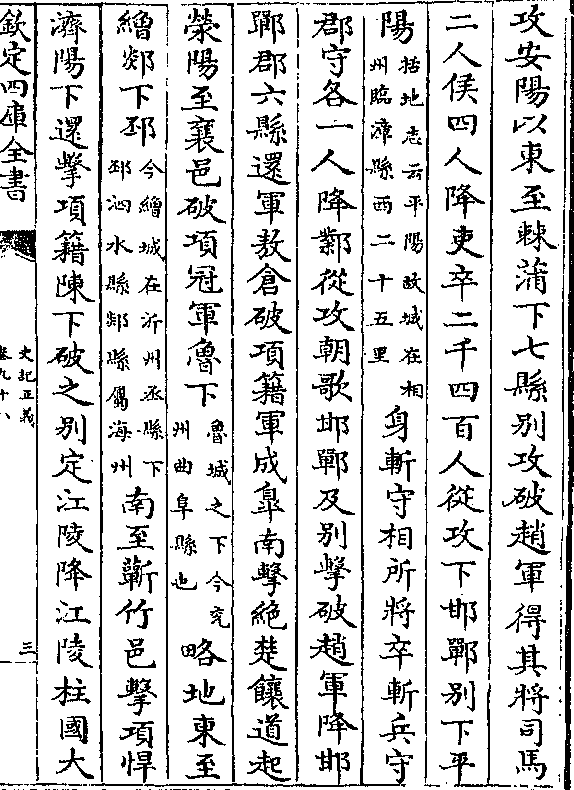 攻安陽以東至棘蒲下七縣別攻破趙軍得其將司馬
二人侯四人降吏卒二千四百人從攻下邯鄲別下平
陽括地志云平陽故城在相州臨漳縣西二十五里身斬守相所將卒斬兵守
郡守各一人降鄴從攻朝歌邯鄲及别擊破趙軍降邯
鄲郡六縣還軍敖倉破項籍軍成臯南擊絶楚饟道起
滎陽至襄邑破項冠軍魯下魯城之下今兖州曲阜縣也略地東至
繒郯下邳今繒城在沂州丞縣下邳泗水縣郯縣屬海州南至蘄竹邑擊項悍
濟陽下還擊項籍陳下破之別定江陵降江陵柱國大
欽定四庫全書
史記正義
卷九十八
三